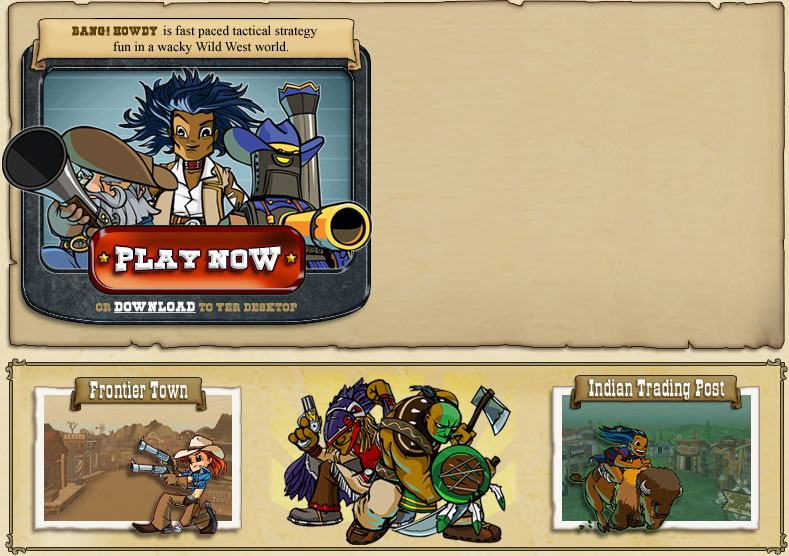 BANG! HOWDY is fast paced tactical strategy
fun in a wacky Wild West world.
PLAY NOW
OR DOWNLOAD TO YER DESKTOP
Frontier Town
Indian Trading Post